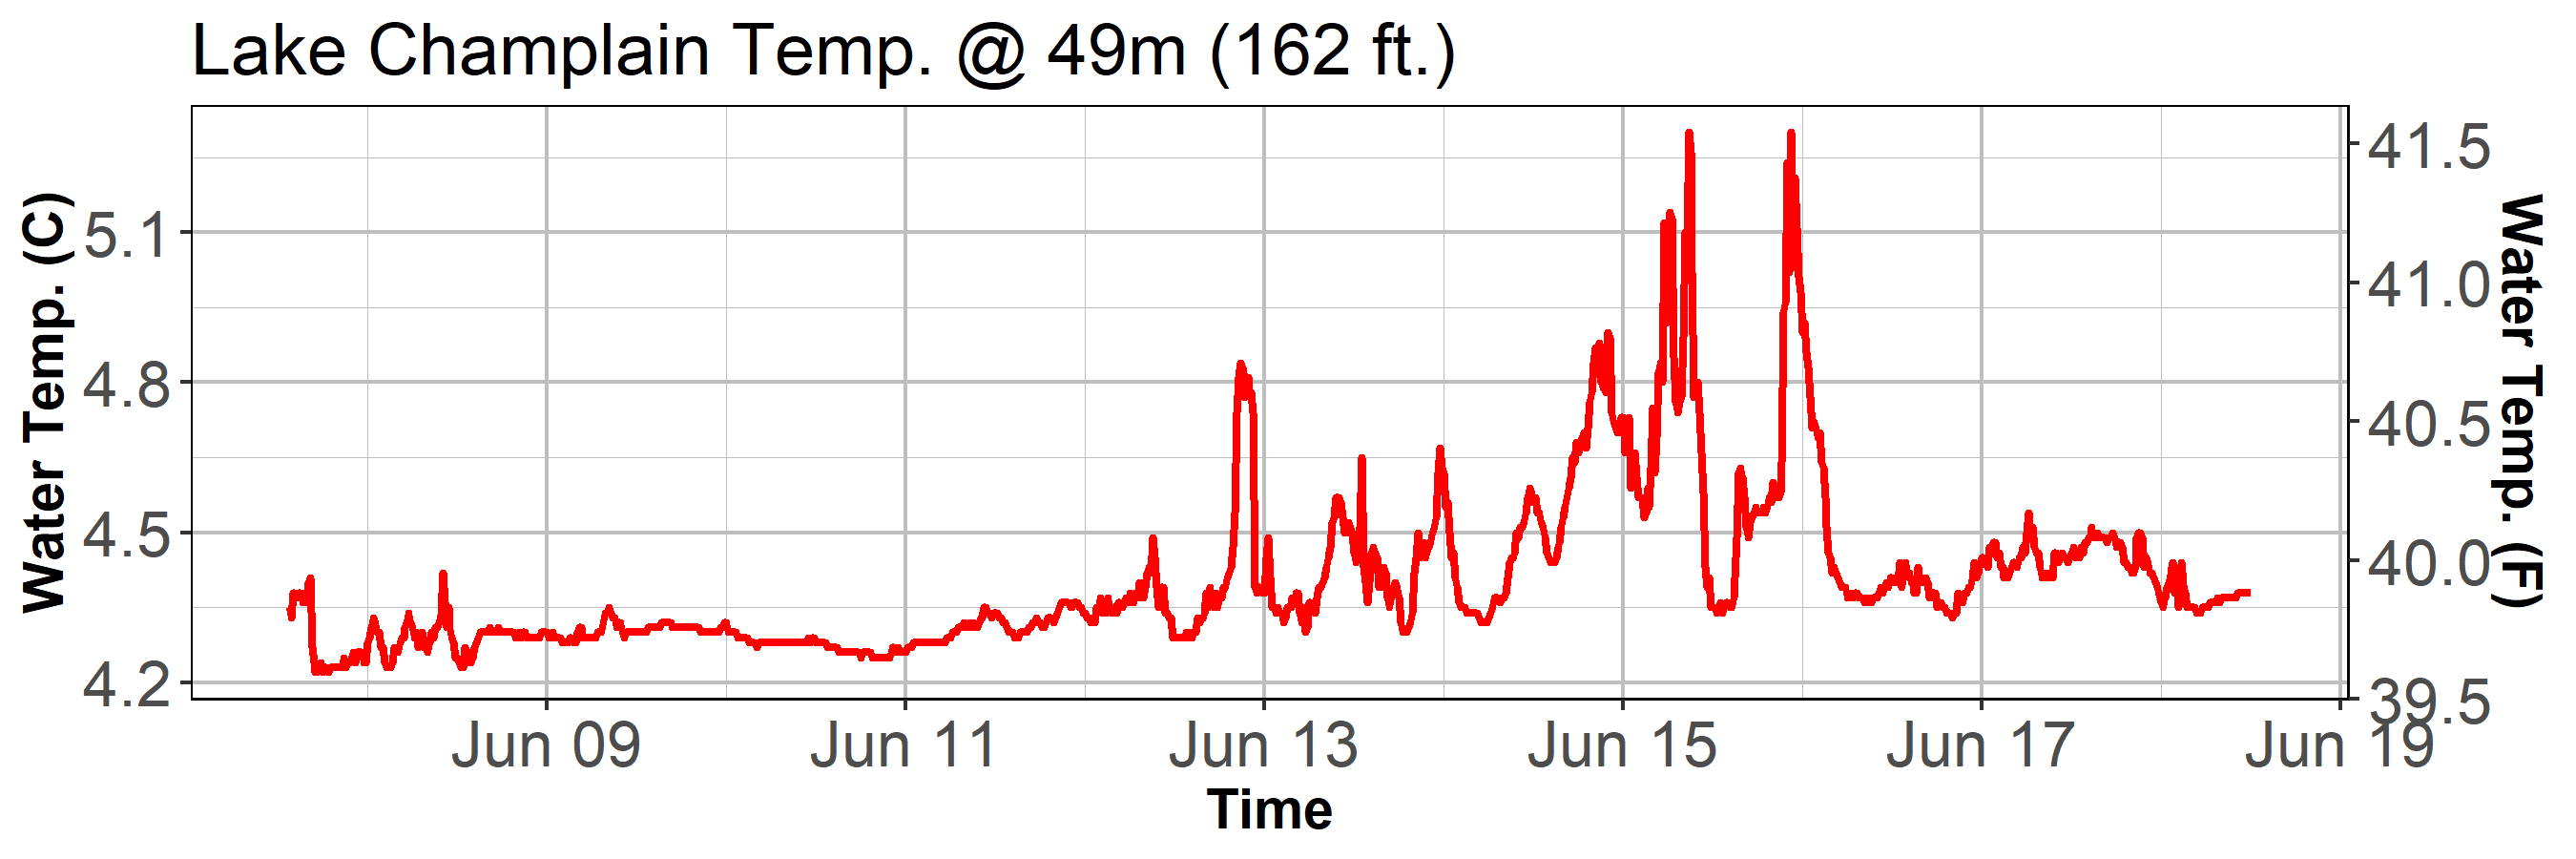 Lake Champlain Temp. @ 49m (162 ft.)
Water Temp. (C)
5.1
4.8
4.5
4.2
41.5
41.0
40.5
40.0
39.5
Water Temp. (F)
Jun 09 Jun 11 Jun 13 Jun 15 Jun 17 Jun 19
Time